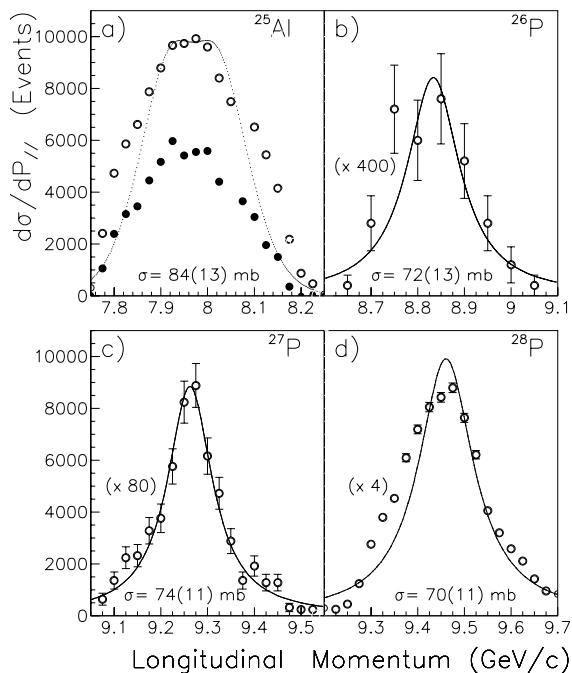 dσ/dP// (Events)
a) ²⁵Al
10000
8000
6000
4000
2000
0
σ= 84(13) mb
7.8 7.9 8 8.1 8.2
b) ²⁶P
(x 400)
σ= 72(13) mb
8.7 8.8 8.9 9 9.1
c) ²⁷P
10000
8000
6000
4000
2000
0
(x 80)
σ= 74(11) mb
9.1 9.2 9.3 9.4 9.5
d) ²⁸P
(x 4)
σ= 70(11) mb
9.3 9.4 9.5 9.6 9.7
Longitudinal Momentum (GeV/c)